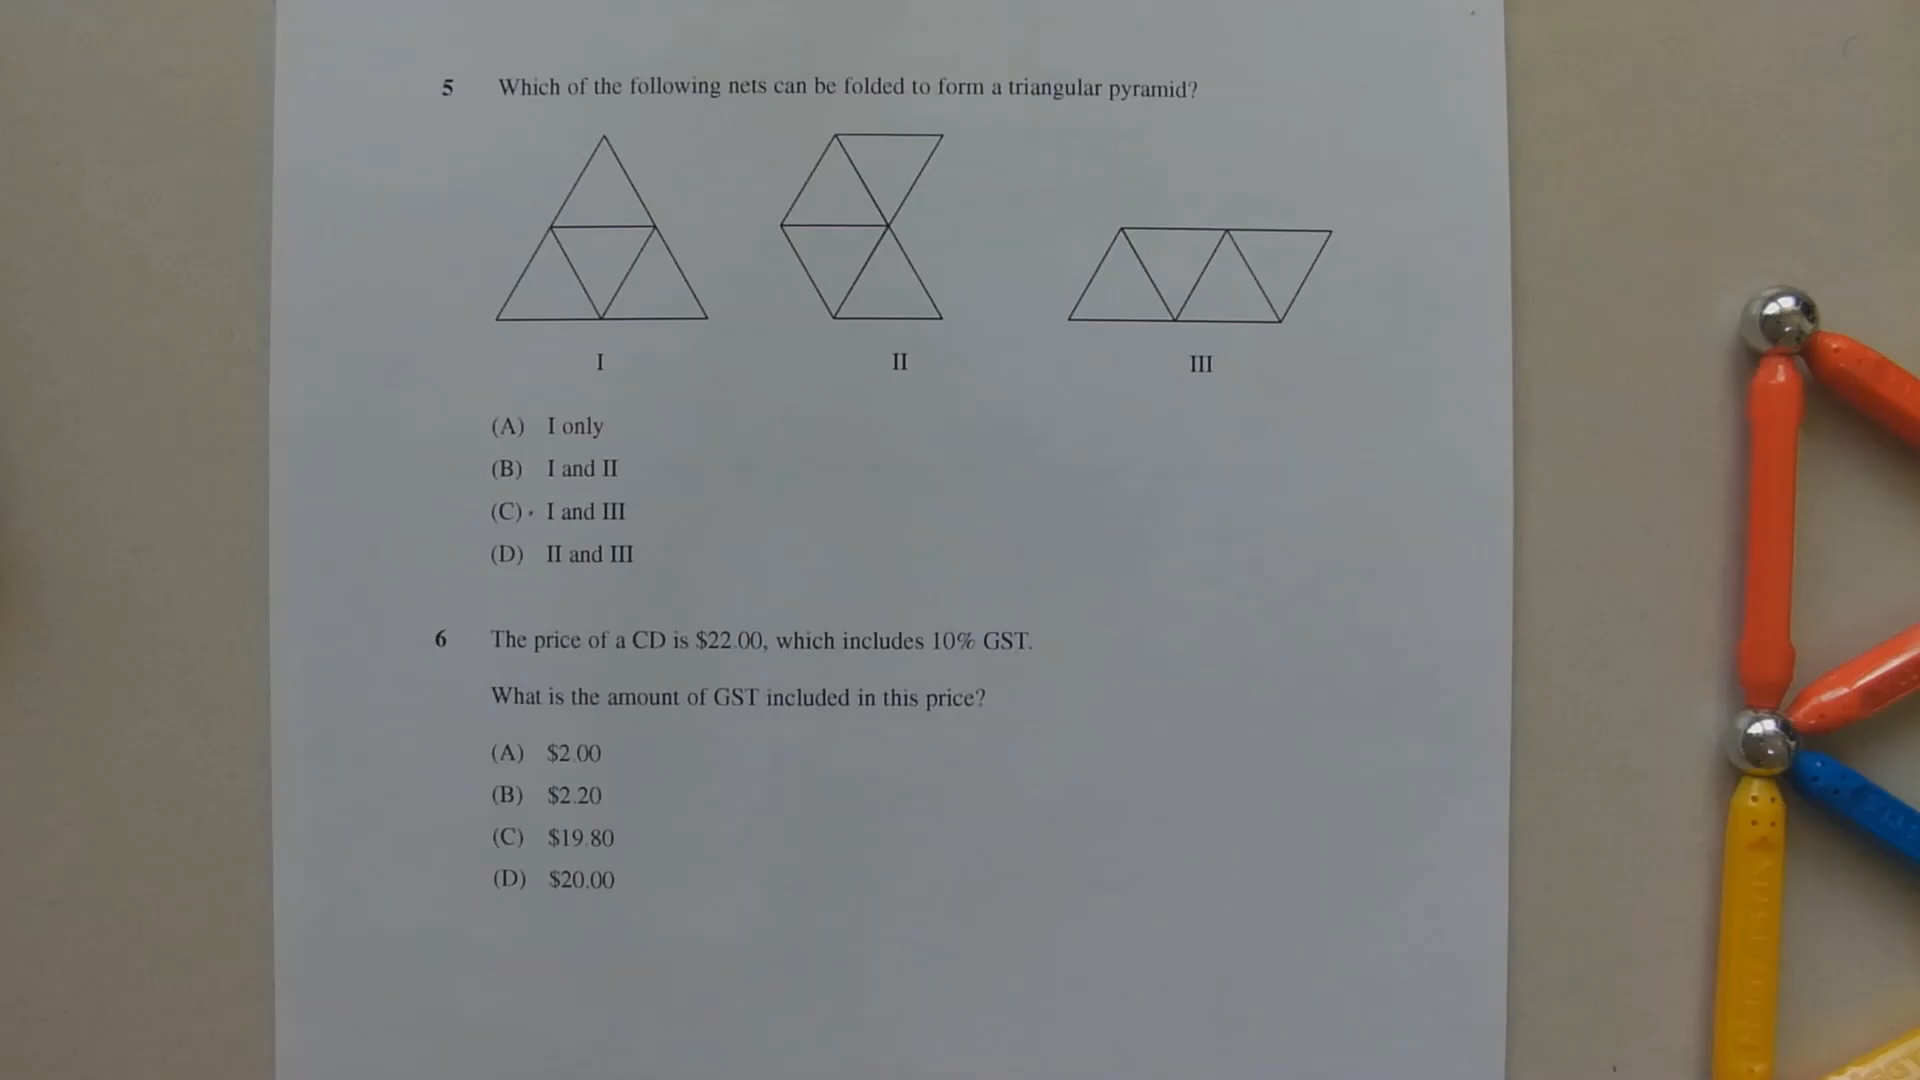 5 Which of the following nets can be folded to form a triangular pyramid?
I II III
(A) I only
(B) I and II
(C) I and III
(D) II and III
6 The price of a CD is $22.00, which includes 10% GST.
What is the amount of GST included in this price?
(A) $2.00
(B) $2.20
(C) $19.80
(D) $20.00